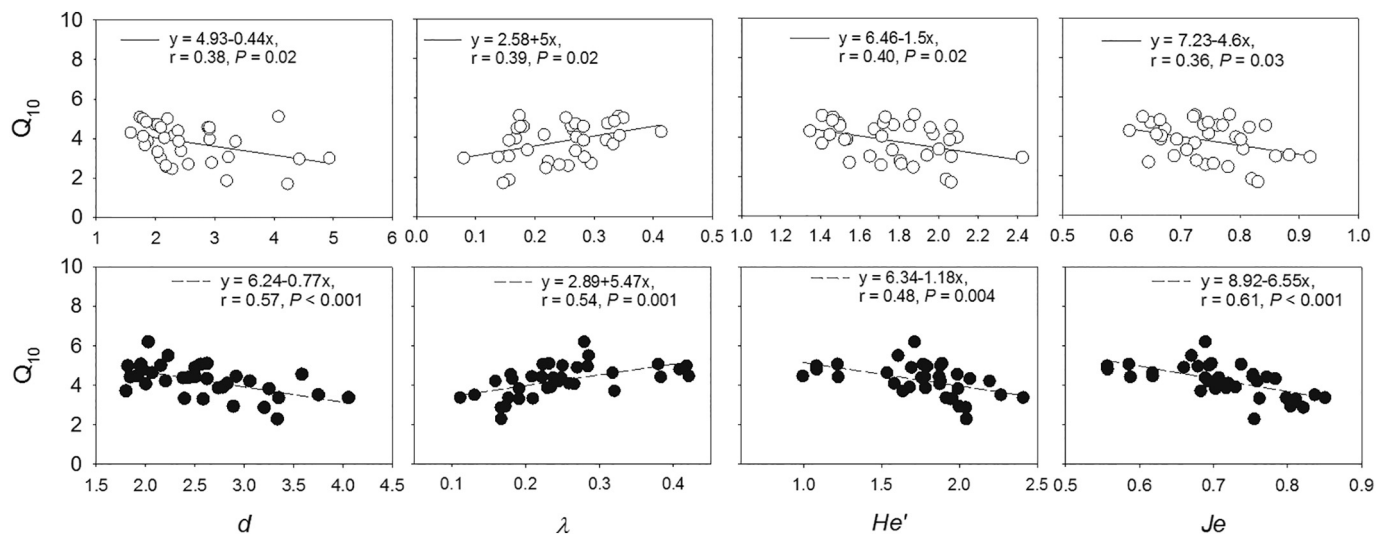 y = 4.93-0.44x,
r = 0.38, P = 0.02
y = 2.58+5x,
r = 0.39, P = 0.02
y = 6.46-1.5x,
r = 0.40, P = 0.02
y = 7.23-4.6x,
r = 0.36, P = 0.03
Q10
10
8
6
4
2
0
1 2 3 4 5 6
0.0 0.1 0.2 0.3 0.4 0.5
1.0 1.2 1.4 1.6 1.8 2.0 2.2 2.4
0.5 0.6 0.7 0.8 0.9 1.0
y = 6.24-0.77x,
r = 0.57, P < 0.001
y = 2.89+5.47x,
r = 0.54, P = 0.001
y = 6.34-1.18x,
r = 0.48, P = 0.004
y = 8.92-6.55x,
r = 0.61, P < 0.001
Q10
10
8
6
4
2
0
1.5 2.0 2.5 3.0 3.5 4.0 4.5
0.1 0.2 0.3 0.4
1.0 1.5 2.0 2.5
0.5 0.6 0.7 0.8 0.9
d
λ
He'
Je